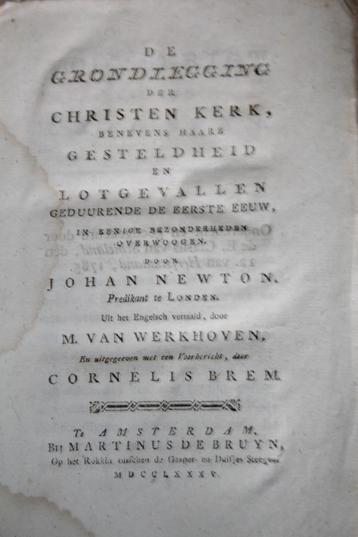 DE
GRONDLEGGING
DER
CHRISTEN KERK,
BENEVENS HAARE
GESTELDHEID
EN
LOTGEVALLEN
GEDUURENDE DE EERSTE EEUW,
IN EENIGE BEZONDERHEDEN
OVERWOOGEN.
DOOR
JOHAN NEWTON,
Predikant te LONDEN.
Uit het Engelsch vertaald, door
M. VAN WERKHOVEN,
En uitgegeeven met een Voorbericht, door
CORNELIS BREM.
Te AMSTERDAM,
Bij MARTINUS DE BRUYN,
Op het Rokkin tusschen de Gaaper- en Duifjes Steegen.
MDCCLXXXV.